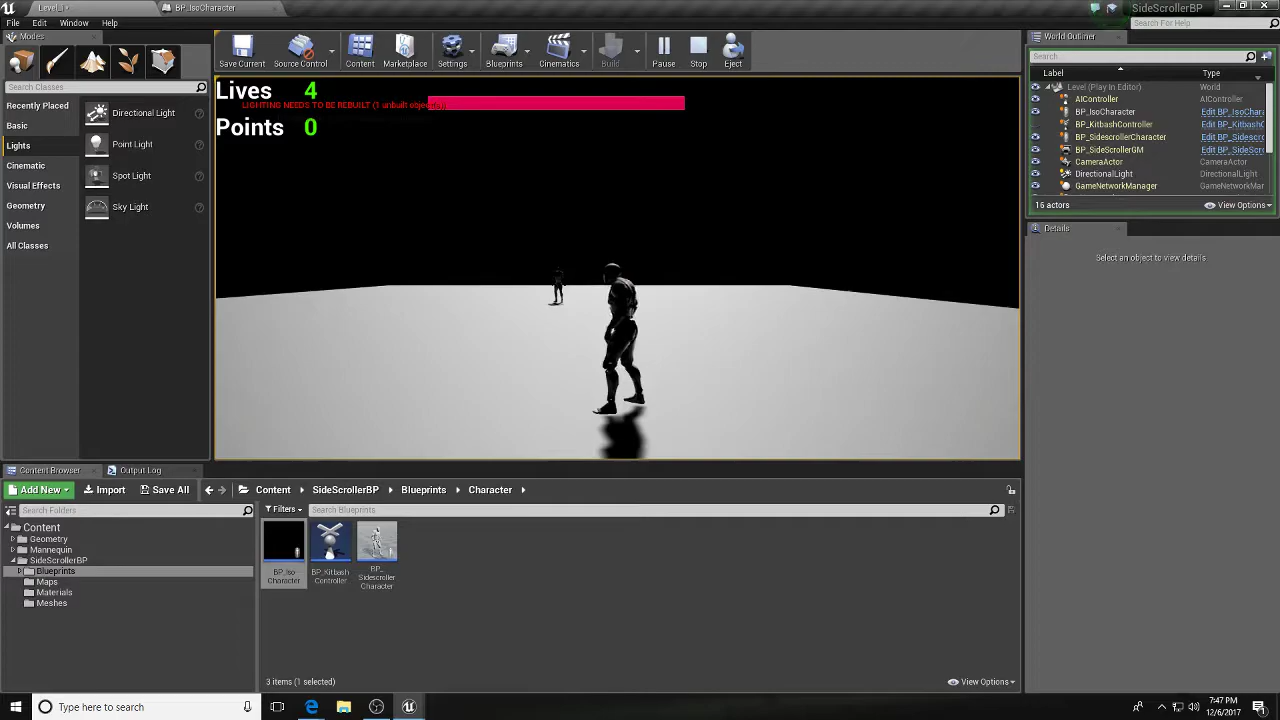 Level_1*
BP_IsoCharacter
SideScrollerBP
File
Edit
Window
Help
Search For Help
Modes
Search Classes
Recently Placed
Basic
Lights
Cinematic
Visual Effects
Geometry
Volumes
All Classes
Directional Light
Point Light
Spot Light
Sky Light
Save Current
Source Control
Content
Marketplace
Settings
Blueprints
Cinematics
Build
Pause
Stop
Eject
Lives 4
LIGHTING NEEDS TO BE REBUILT (1 unbuilt object(s))
Points 0
World Outliner
Search
Label
Type
Level (Play In Editor)
World
AIController
AIController
BP_IsoCharacter
Edit BP_IsoChara
BP_KitbashController
Edit BP_KitbashC
BP_SidescrollerCharacter
Edit BP_Sidescro
BP_SideScrollerGM
Edit BP_SideScro
CameraActor
CameraActor
DirectionalLight
DirectionalLight
GameNetworkManager
GameNetworkMar
16 actors
View Options
Details
Select an object to view details.
Content Browser
Output Log
Add New
Import
Save All
Content
SideScrollerBP
Blueprints
Character
Search Folders
Filters
Search Blueprints
Content
Geometry
Mannequin
SideScrollerBP
Blueprints
Maps
Materials
Meshes
BP_Iso
Character
BP_Kitbash
Controller
BP_
Sidescroller
Character
3 items (1 selected)
View Options
Type here to search
7:47 PM
12/6/2017